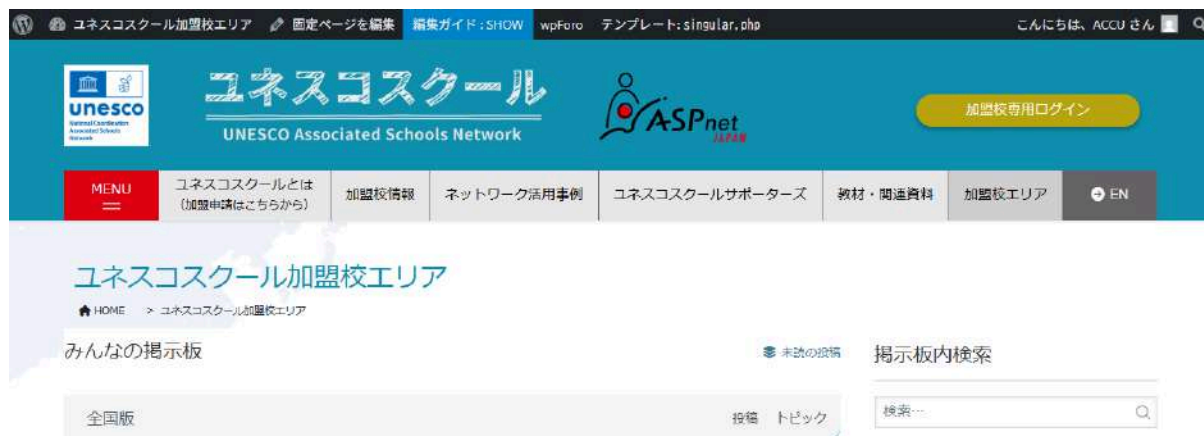 ユネスコスクール加盟校エリア 固定ページを編集 編集ガイド:SHOW wpForo テンプレート:singular.php こんにちは、ACCU さん
unesco
National Coordination
Associated Schools
Network
ユネスコスクール
UNESCO Associated Schools Network
ASPnet
JAPAN
加盟校専用ログイン
MENU
ユネスコスクールとは
(加盟申請はこちらから)
加盟校情報
ネットワーク活用事例
ユネスコスクールサポーターズ
教材・関連資料
加盟校エリア
EN
ユネスコスクール加盟校エリア
HOME > ユネスコスクール加盟校エリア
みんなの掲示板 未読の投稿
掲示板内検索
全国版 投稿 トピック
検索…